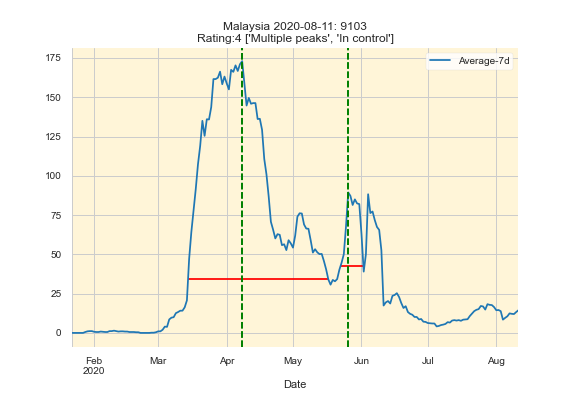 Malaysia 2020-08-11: 9103
Rating:4 ['Multiple peaks', 'In control']
Average-7d
175
150
125
100
75
50
25
0
Feb Mar Apr May Jun Jul Aug
2020
Date